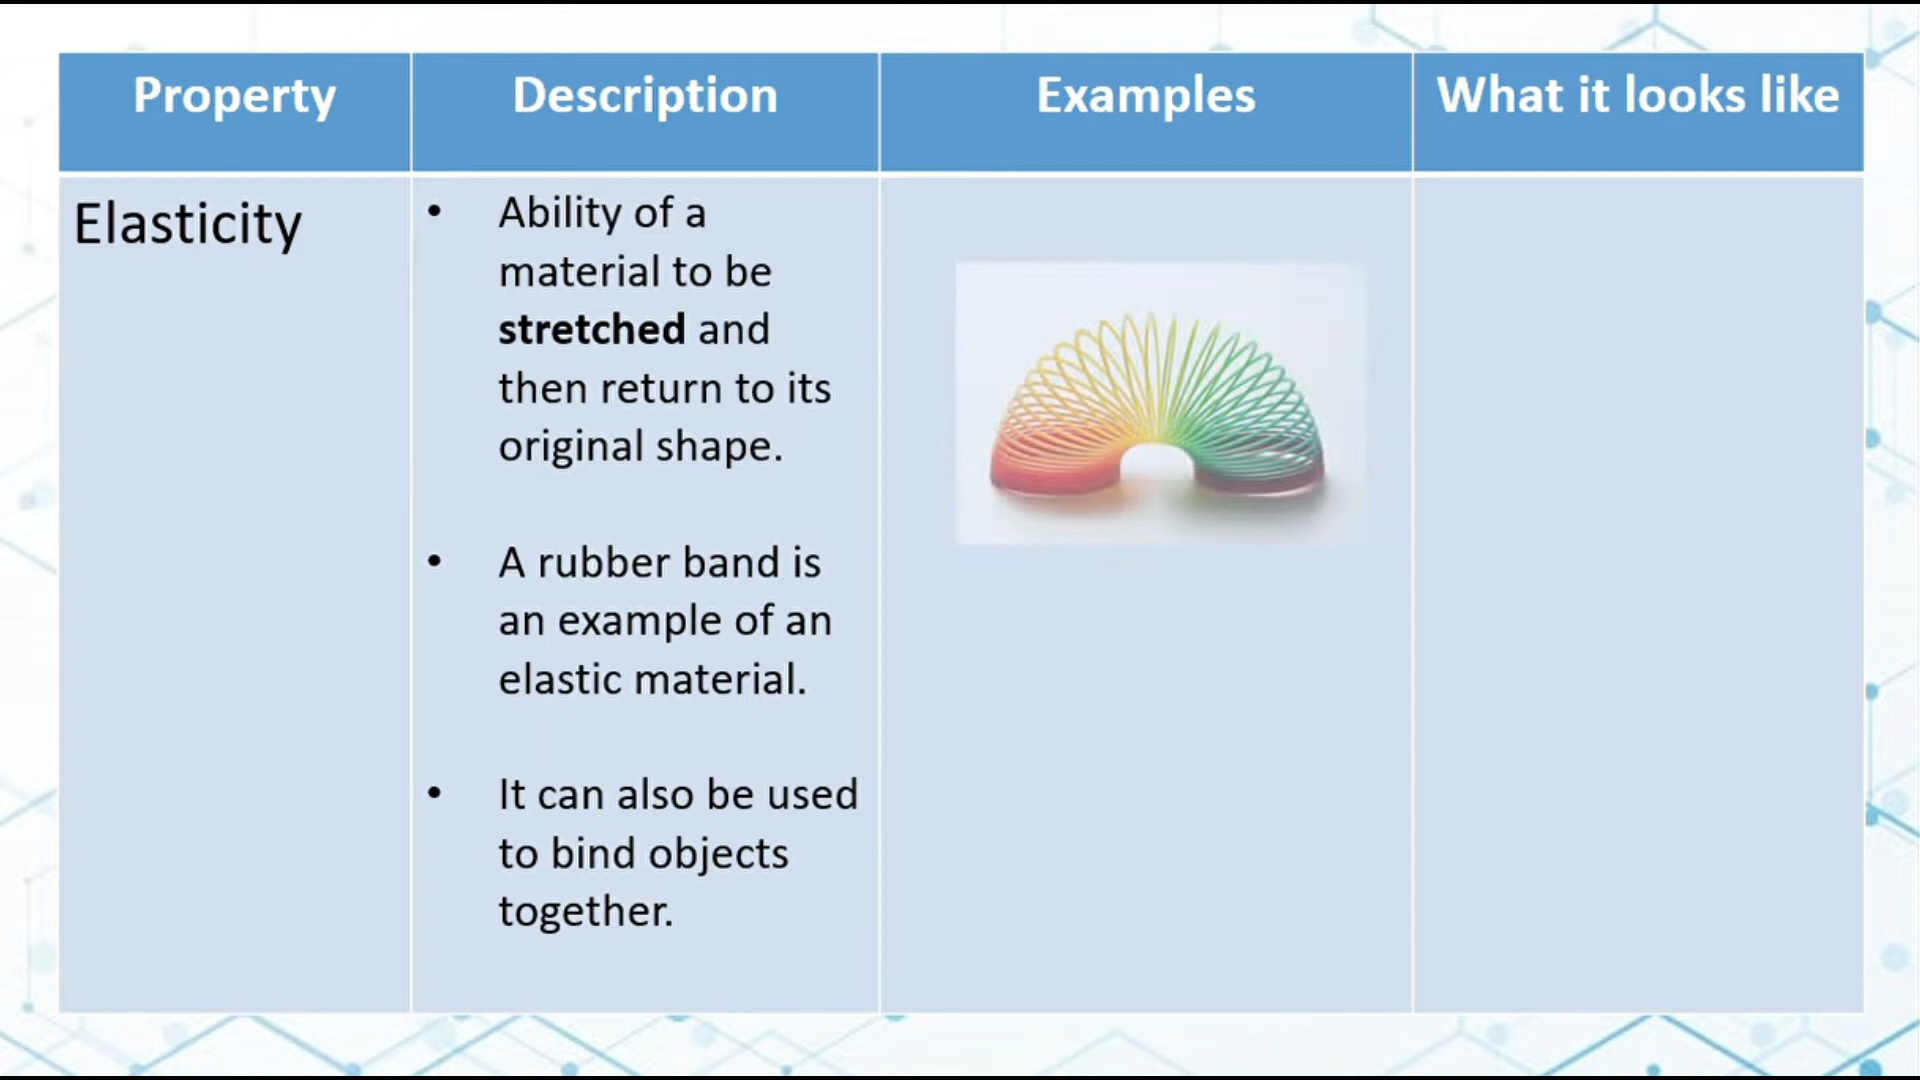 Property
Description
Examples
What it looks like
Elasticity
• Ability of a
material to be
stretched and
then return to its
original shape.
• A rubber band is
an example of an
elastic material.
• It can also be used
to bind objects
together.